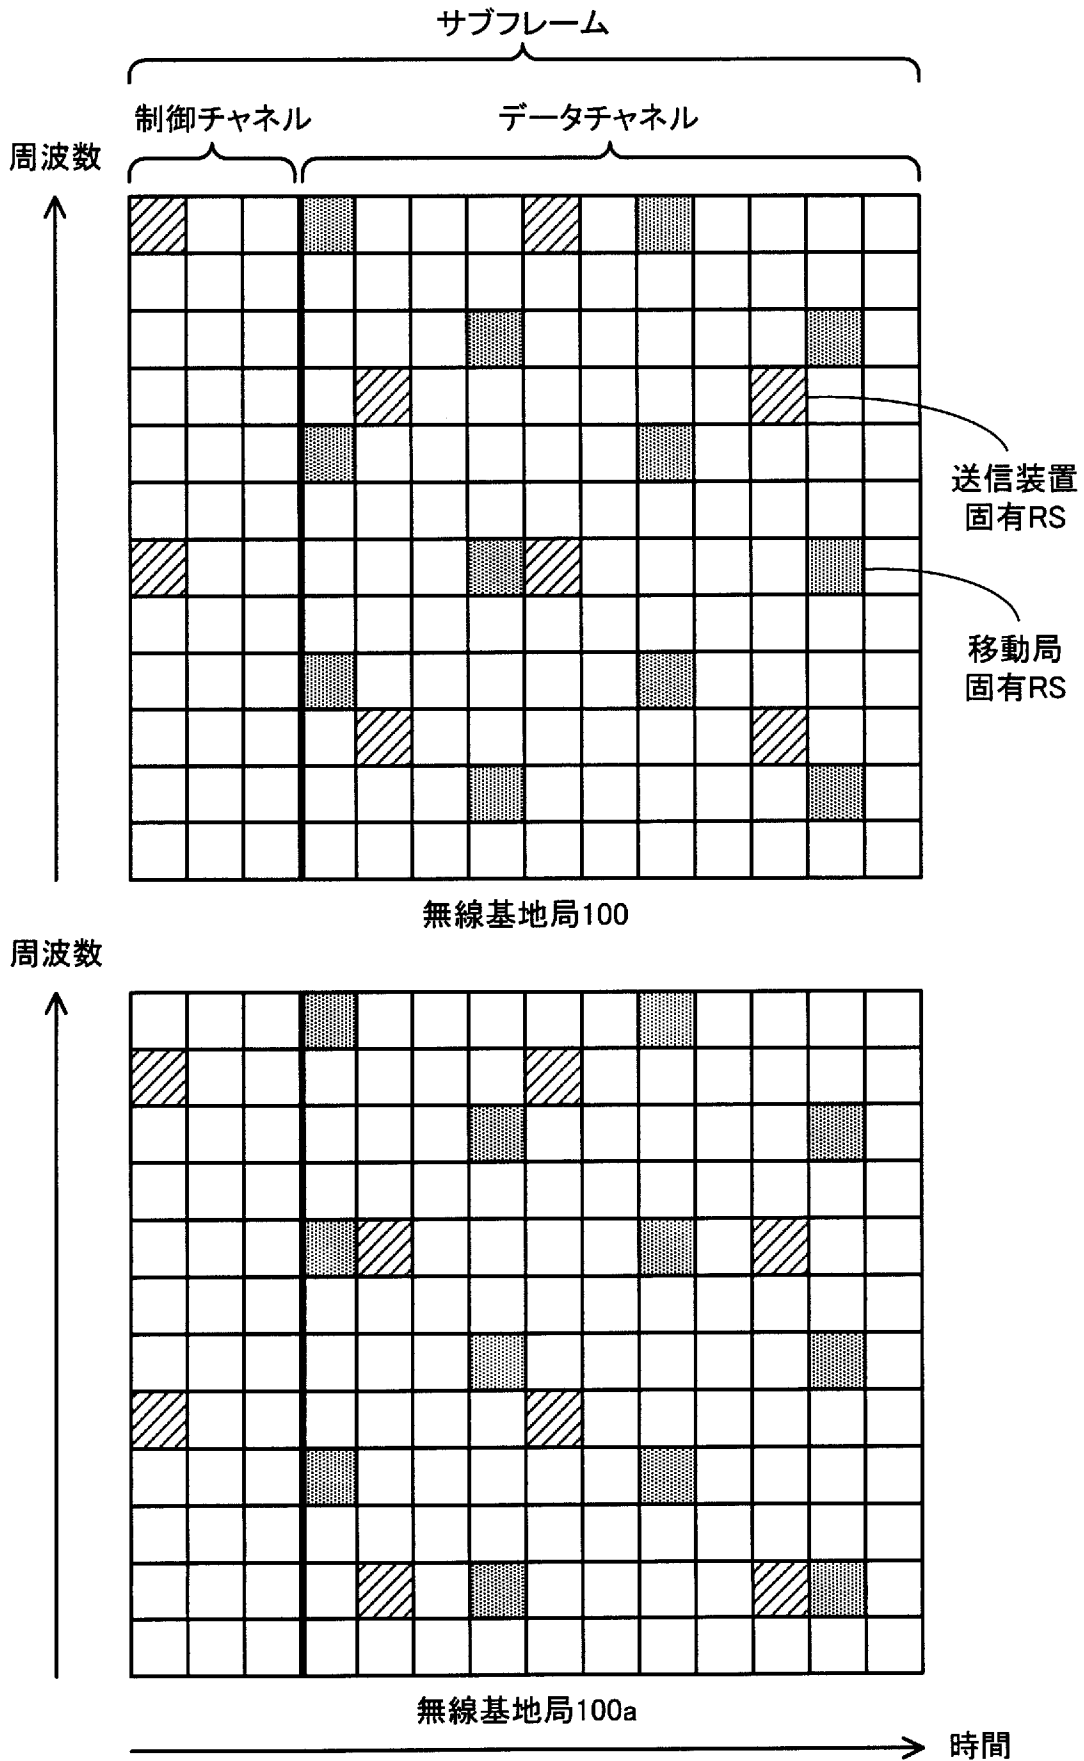 サブフレーム
制御チャネル
データチャネル
周波数
送信装置
固有RS
移動局
固有RS
無線基地局100
周波数
無線基地局100a
時間